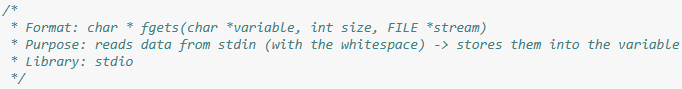 /*
* Format: char * fgets(char *variable, int size, FILE *stream)
* Purpose: reads data from stdin (with the whitespace) -> stores them into the variable
* Library: stdio
*/